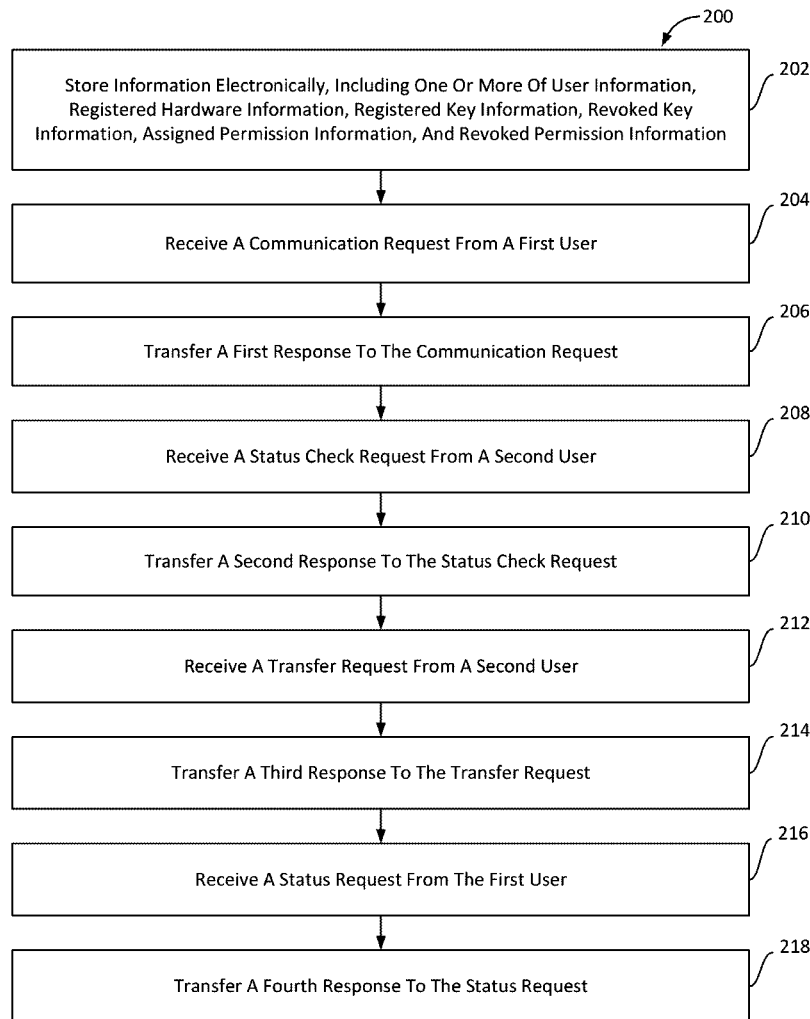 200
Store Information Electronically, Including One Or More Of User Information,
Registered Hardware Information, Registered Key Information, Revoked Key
Information, Assigned Permission Information, And Revoked Permission Information
202
Receive A Communication Request From A First User
204
Transfer A First Response To The Communication Request
206
Receive A Status Check Request From A Second User
208
Transfer A Second Response To The Status Check Request
210
Receive A Transfer Request From A Second User
212
Transfer A Third Response To The Transfer Request
214
Receive A Status Request From The First User
216
Transfer A Fourth Response To The Status Request
218